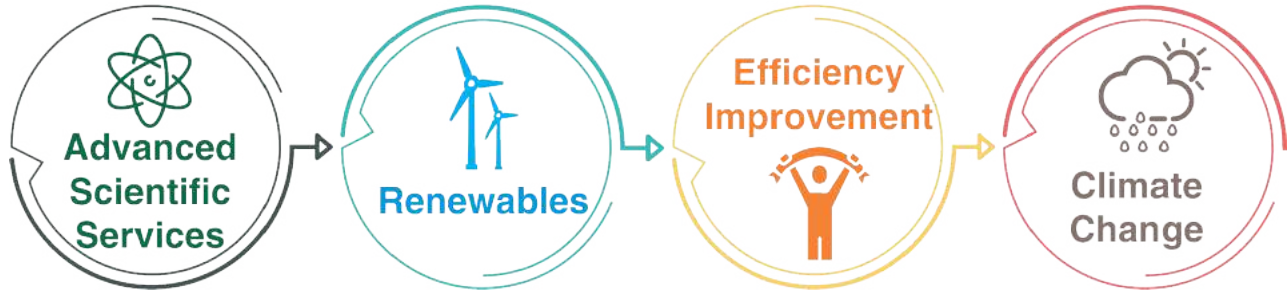 Advanced
Scientific
Services
Renewables
Efficiency
Improvement
Climate
Change